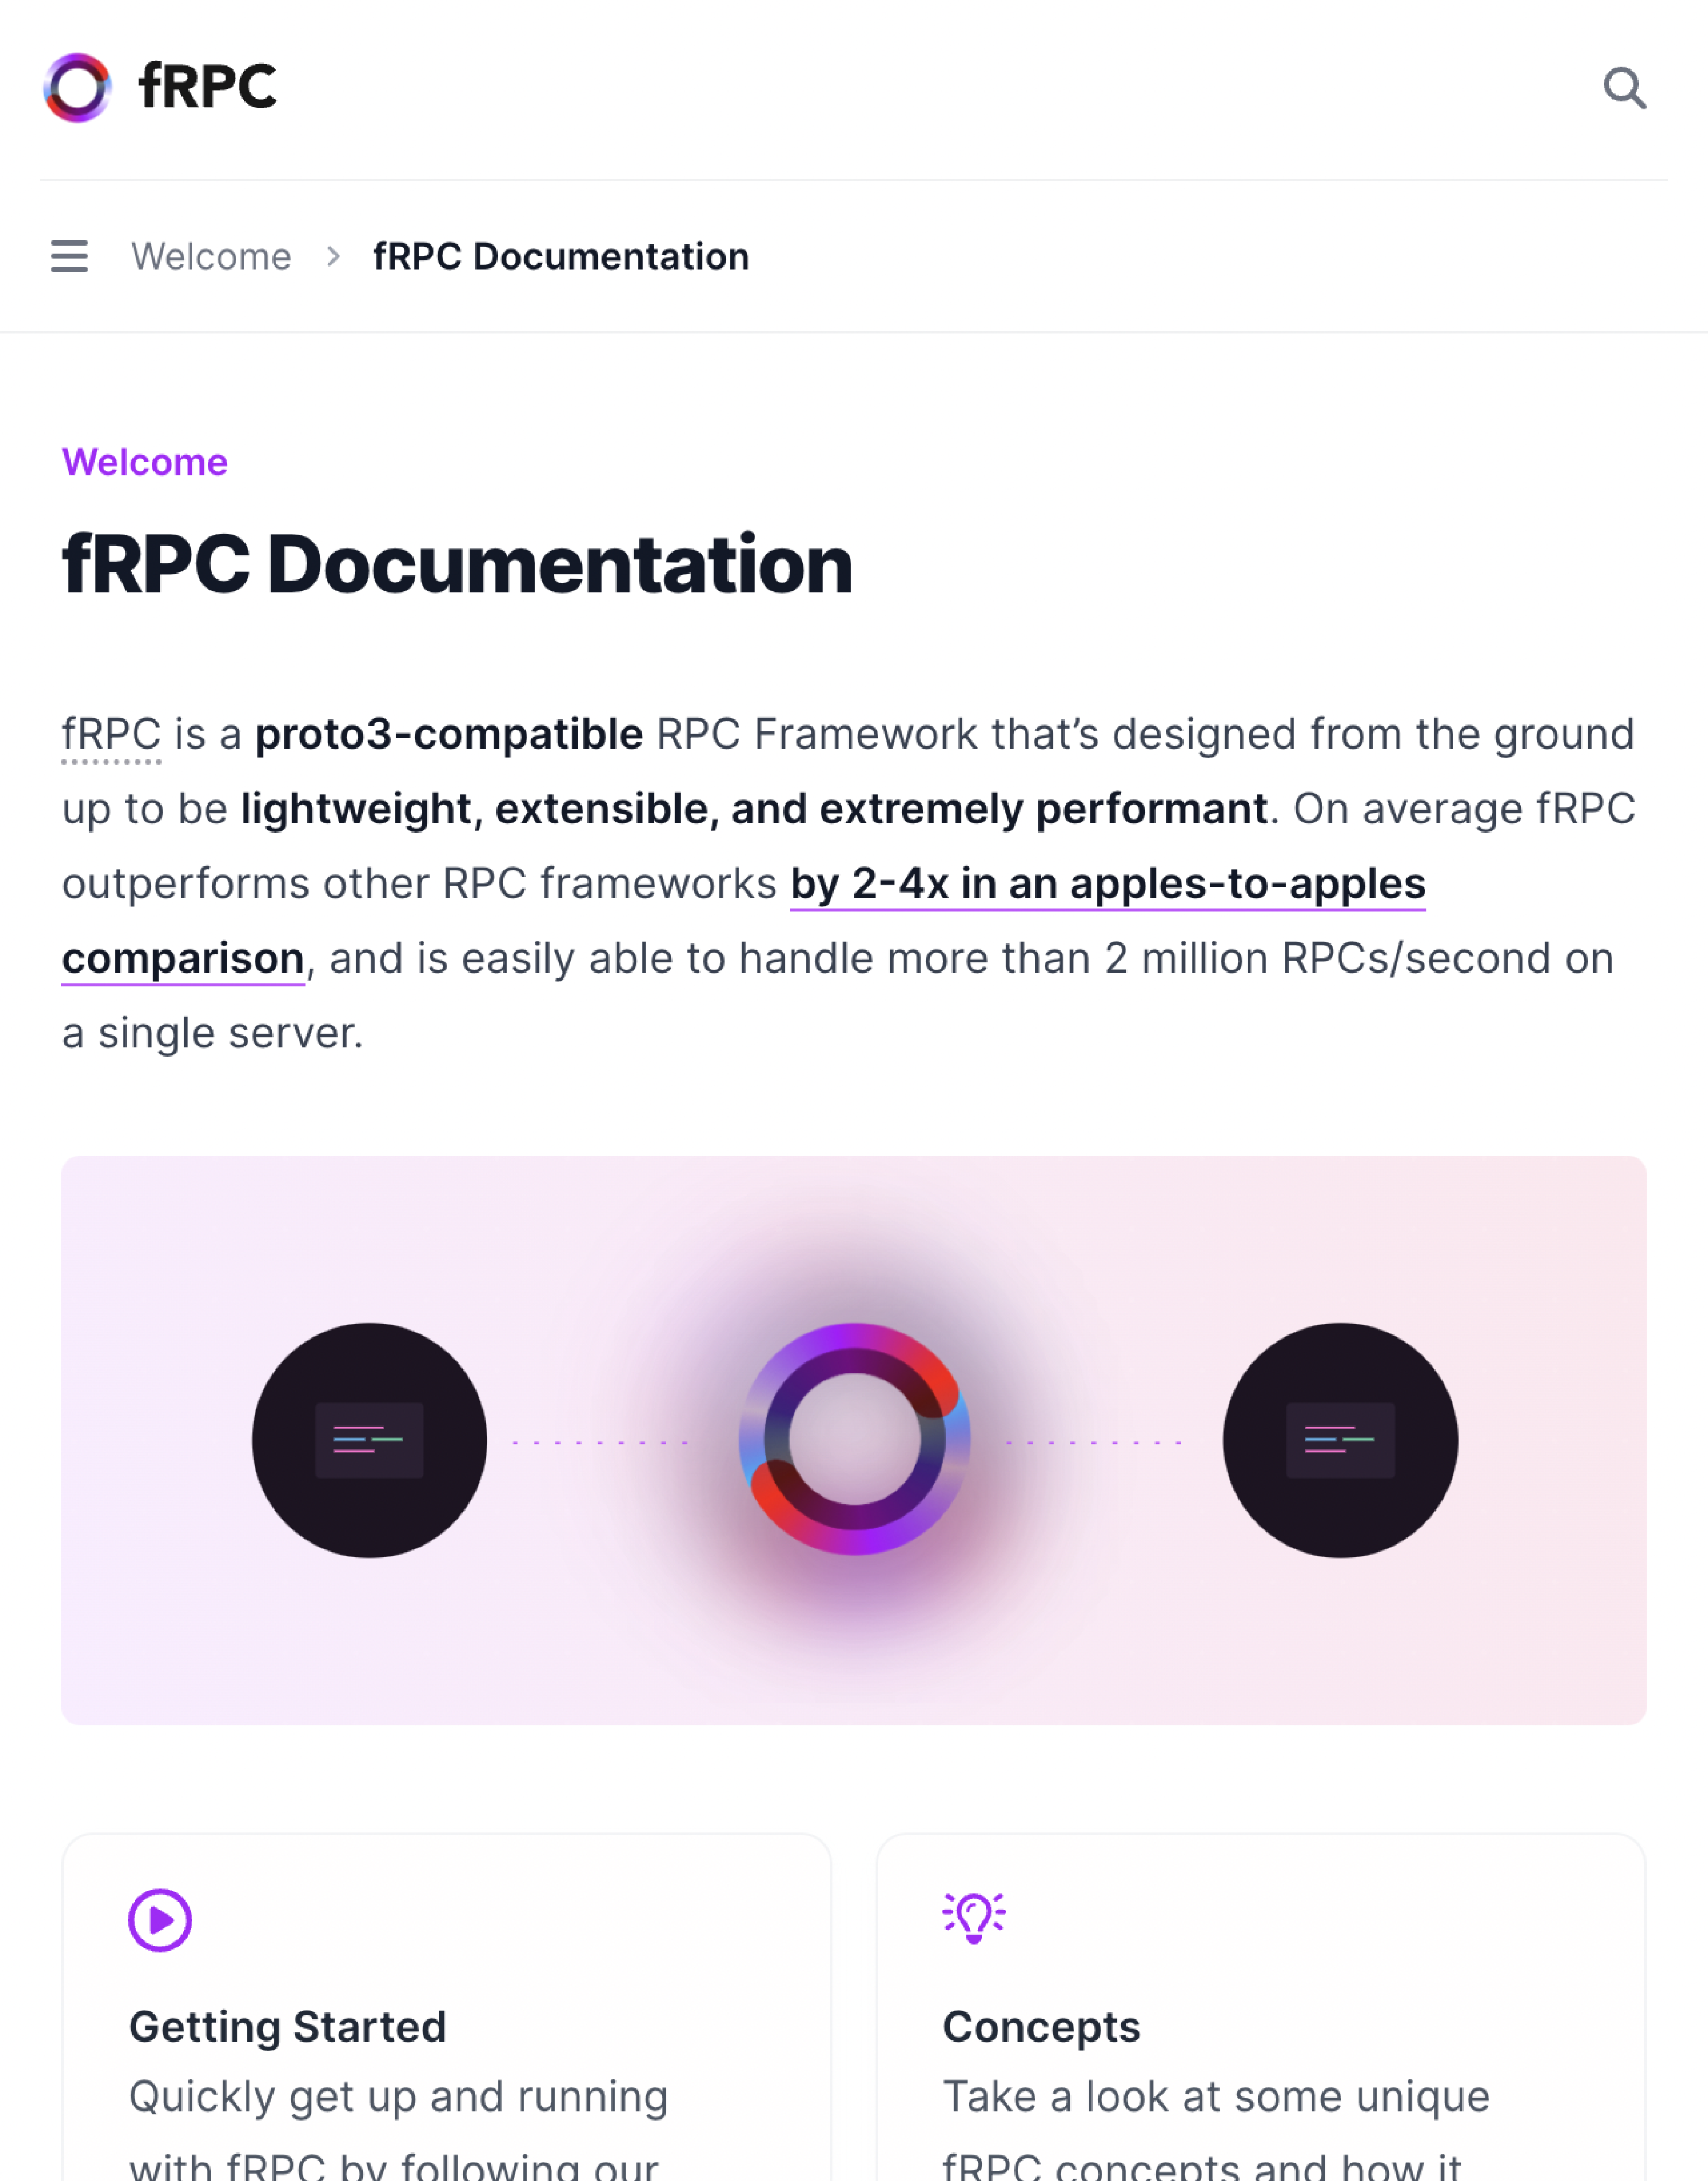 fRPC
Welcome > fRPC Documentation
Welcome
fRPC Documentation
fRPC is a proto3-compatible RPC Framework that’s designed from the ground
up to be lightweight, extensible, and extremely performant. On average fRPC
outperforms other RPC frameworks by 2-4x in an apples-to-apples
comparison, and is easily able to handle more than 2 million RPCs/second on
a single server.
Getting Started
Quickly get up and running
with fRPC by following our
Concepts
Take a look at some unique
fRPC concepts and how it